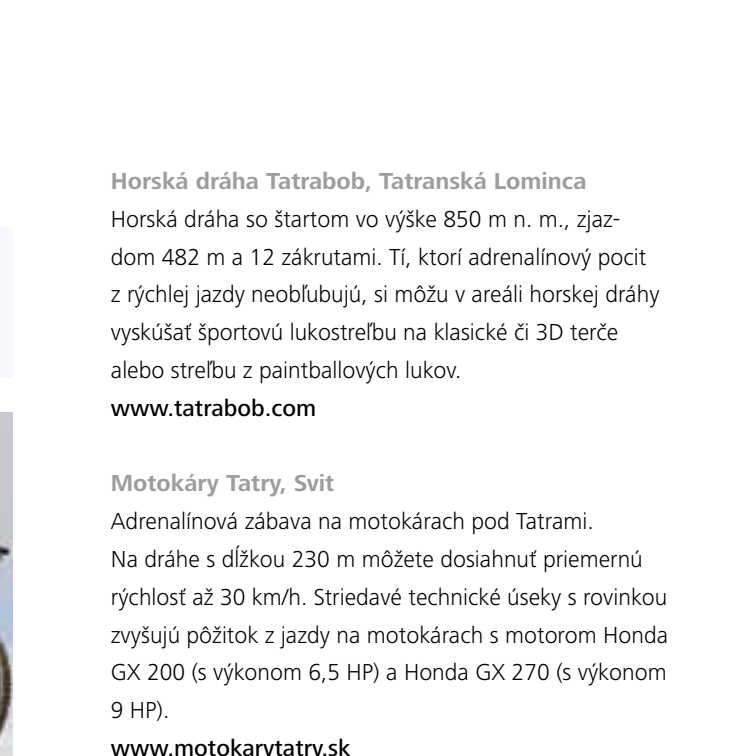 Horská dráha Tatrabob, Tatranská Lominca
Horská dráha so štartom vo výške 850 m n. m., zjaz-
dom 482 m a 12 zákrutami. Tí, ktorí adrenalínový pocit
z rýchlej jazdy neobľubujú, si môžu v areáli horskej dráhy
vyskúšať športovú lukostreľbu na klasické či 3D terče
alebo streľbu z paintballových lukov.
www.tatrabob.com
Motokáry Tatry, Svit
Adrenalínová zábava na motokárach pod Tatrami.
Na dráhe s dĺžkou 230 m môžete dosiahnuť priemernú
rýchlosť až 30 km/h. Striedavé technické úseky s rovinkou
zvyšujú pôžitok z jazdy na motokárach s motorom Honda
GX 200 (s výkonom 6,5 HP) a Honda GX 270 (s výkonom
9 HP).
www.motokarytatry.sk